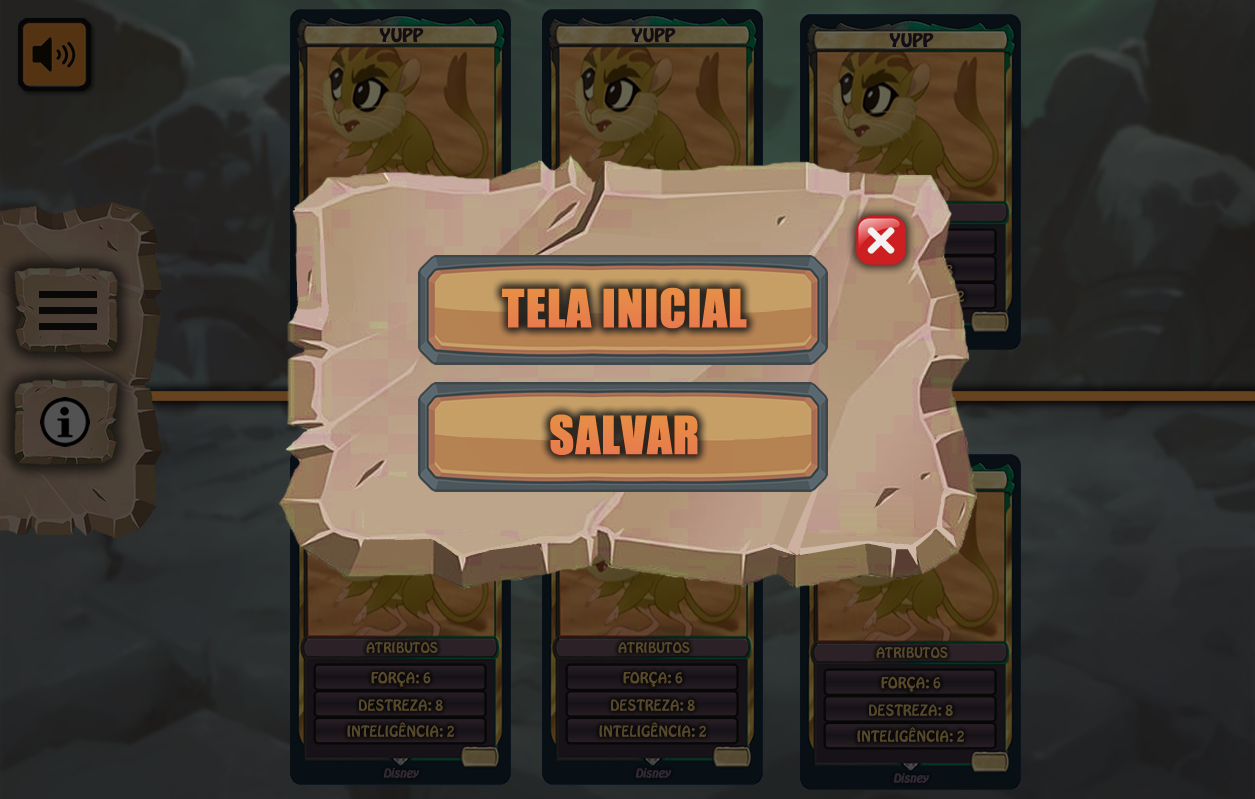 YUPP
YUPP
YUPP
TELA INICIAL
SALVAR
ATRIBUTOS
FORÇA: 6
DESTREZA: 8
INTELIGÊNCIA: 2
Disney
ATRIBUTOS
FORÇA: 6
DESTREZA: 8
INTELIGÊNCIA: 2
Disney
ATRIBUTOS
FORÇA: 6
DESTREZA: 8
INTELIGÊNCIA: 2
Disney